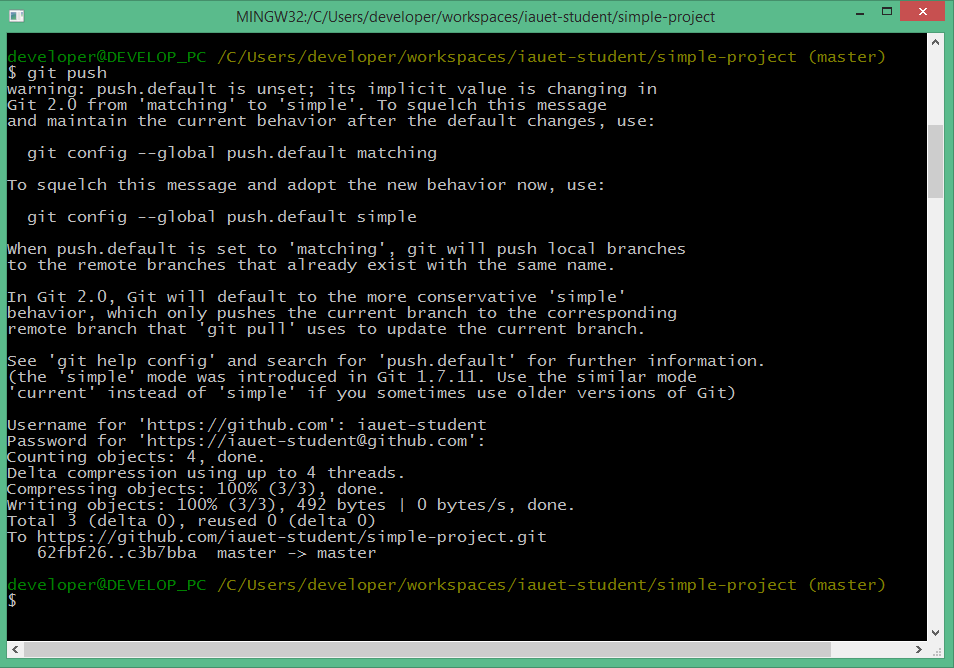 MINGW32:/C/Users/developer/workspaces/iauet-student/simple-project
developer@DEVELOP_PC /C/Users/developer/workspaces/iauet-student/simple-project (master)
$ git push
warning: push.default is unset; its implicit value is changing in
Git 2.0 from 'matching' to 'simple'. To squelch this message
and maintain the current behavior after the default changes, use:
  git config --global push.default matching
To squelch this message and adopt the new behavior now, use:
  git config --global push.default simple
When push.default is set to 'matching', git will push local branches
to the remote branches that already exist with the same name.
In Git 2.0, Git will default to the more conservative 'simple'
behavior, which only pushes the current branch to the corresponding
remote branch that 'git pull' uses to update the current branch.
See 'git help config' and search for 'push.default' for further information.
(the 'simple' mode was introduced in Git 1.7.11. Use the similar mode
'current' instead of 'simple' if you sometimes use older versions of Git)
Username for 'https://github.com': iauet-student
Password for 'https://iauet-student@github.com':
Counting objects: 4, done.
Delta compression using up to 4 threads.
Compressing objects: 100% (3/3), done.
Writing objects: 100% (3/3), 492 bytes | 0 bytes/s, done.
Total 3 (delta 0), reused 0 (delta 0)
To https://github.com/iauet-student/simple-project.git
   62fbf26..c3b7bba  master -> master
developer@DEVELOP_PC /C/Users/developer/workspaces/iauet-student/simple-project (master)
$